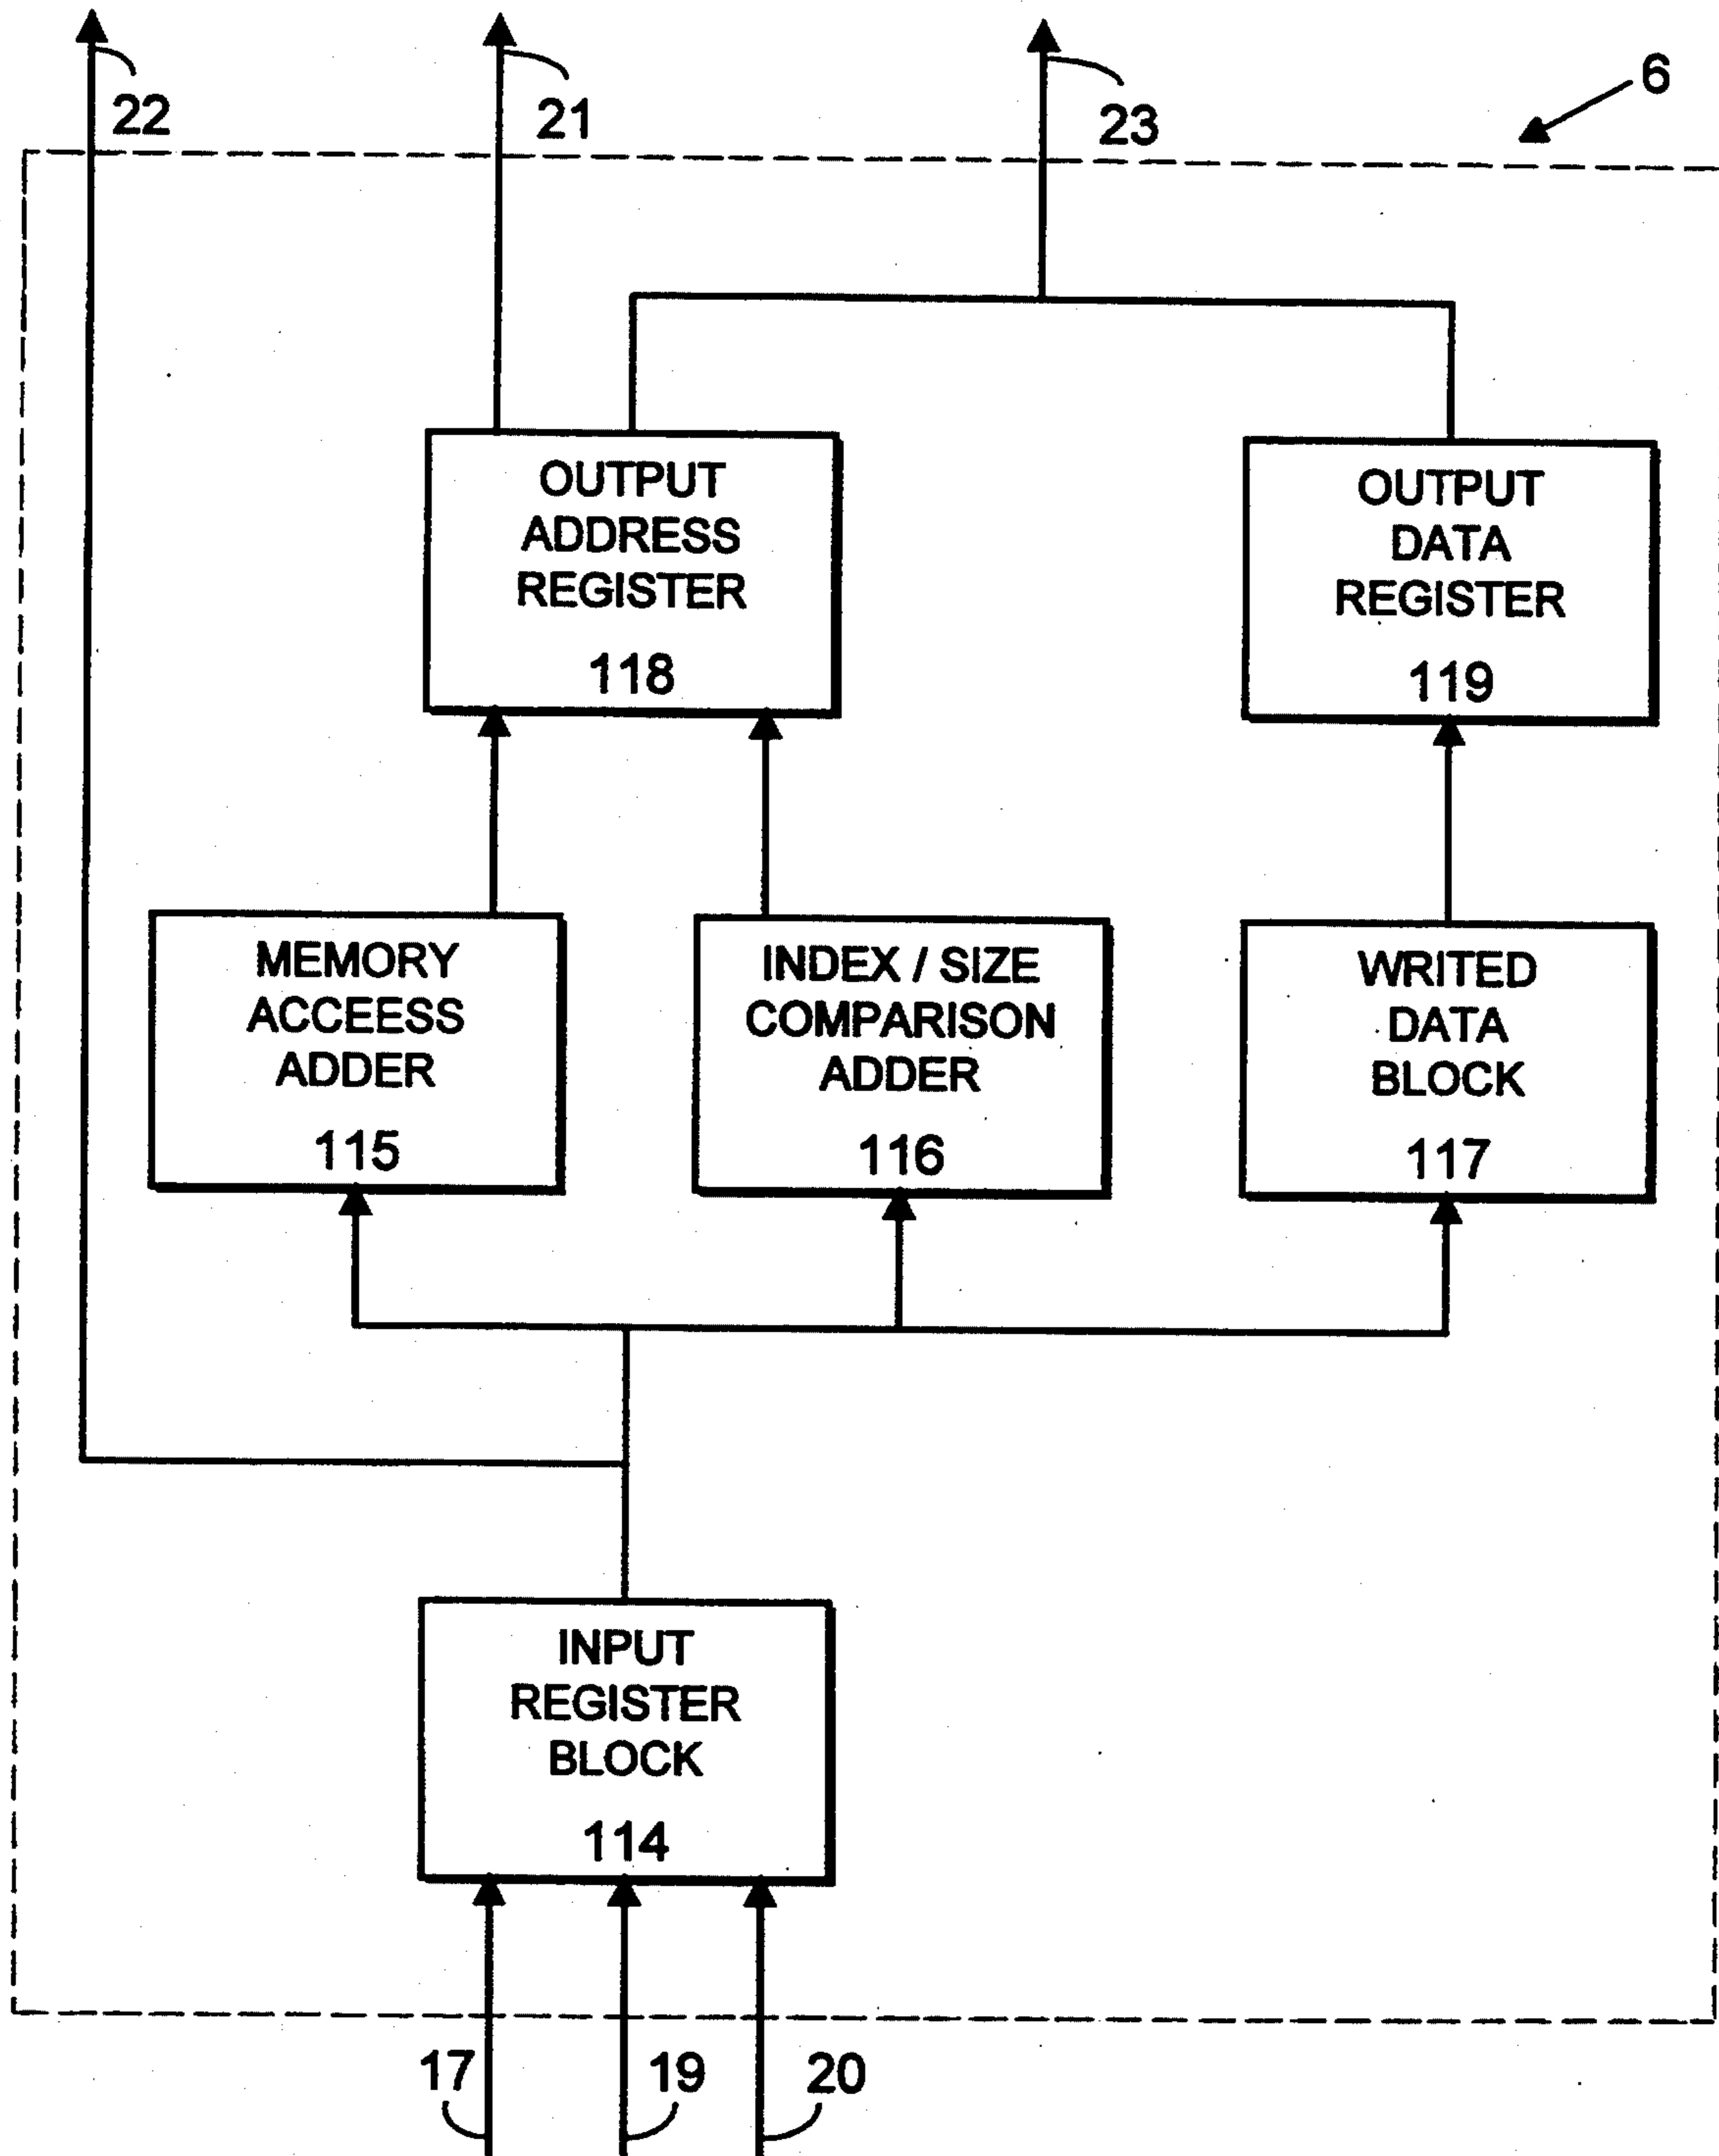 22
21
23
6
OUTPUT
ADDRESS
REGISTER
118
OUTPUT
DATA
REGISTER
119
MEMORY
ACCEESS
ADDER
115
INDEX / SIZE
COMPARISON
ADDER
116
WRITED
DATA
BLOCK
117
INPUT
REGISTER
BLOCK
114
17
19
20